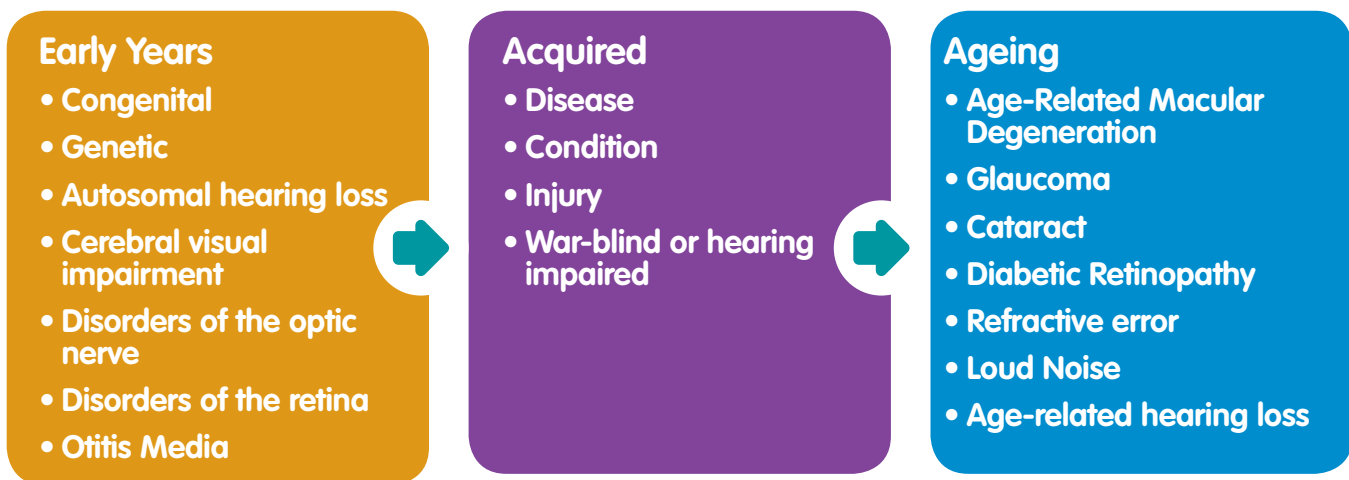 Early Years
• Congenital
• Genetic
• Autosomal hearing loss
• Cerebral visual
impairment
• Disorders of the optic
nerve
• Disorders of the retina
• Otitis Media
Acquired
• Disease
• Condition
• Injury
• War-blind or hearing
impaired
Ageing
• Age-Related Macular
Degeneration
• Glaucoma
• Cataract
• Diabetic Retinopathy
• Refractive error
• Loud Noise
• Age-related hearing loss